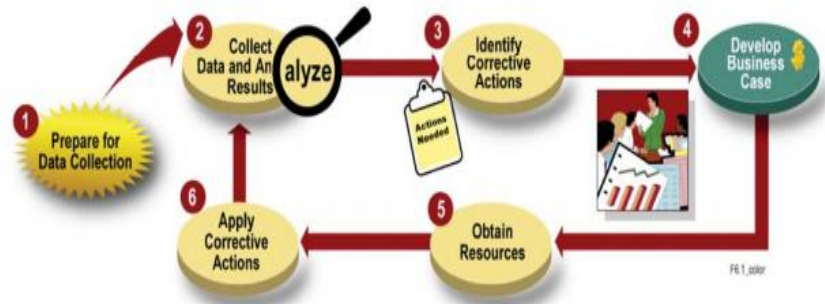 1
Prepare for
Data Collection
2
Collect
Data and An
Results
alyze
3
Identify
Corrective
Actions
Actions
Needed
4
Develop
Business
Case
$
5
Obtain
Resources
6
Apply
Corrective
Actions
F6.1_color